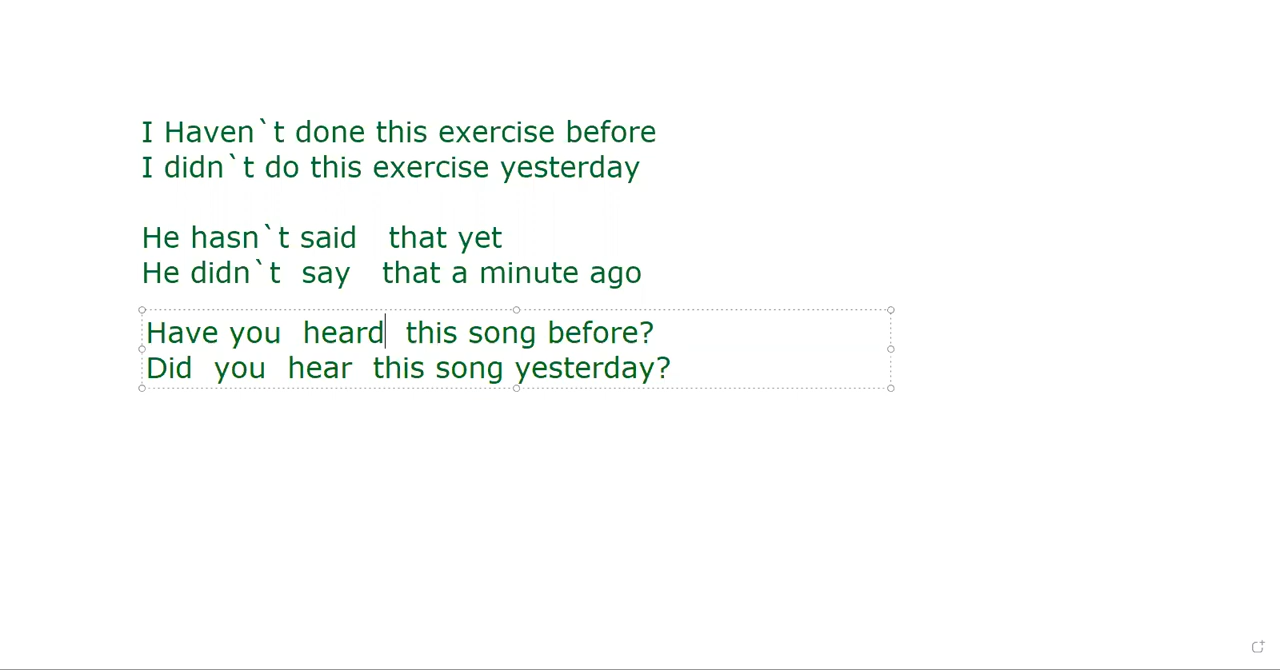 I Haven`t done this exercise before
I didn`t do this exercise yesterday
He hasn`t said that yet
He didn`t say that a minute ago
Have you heard this song before?
Did you hear this song yesterday?